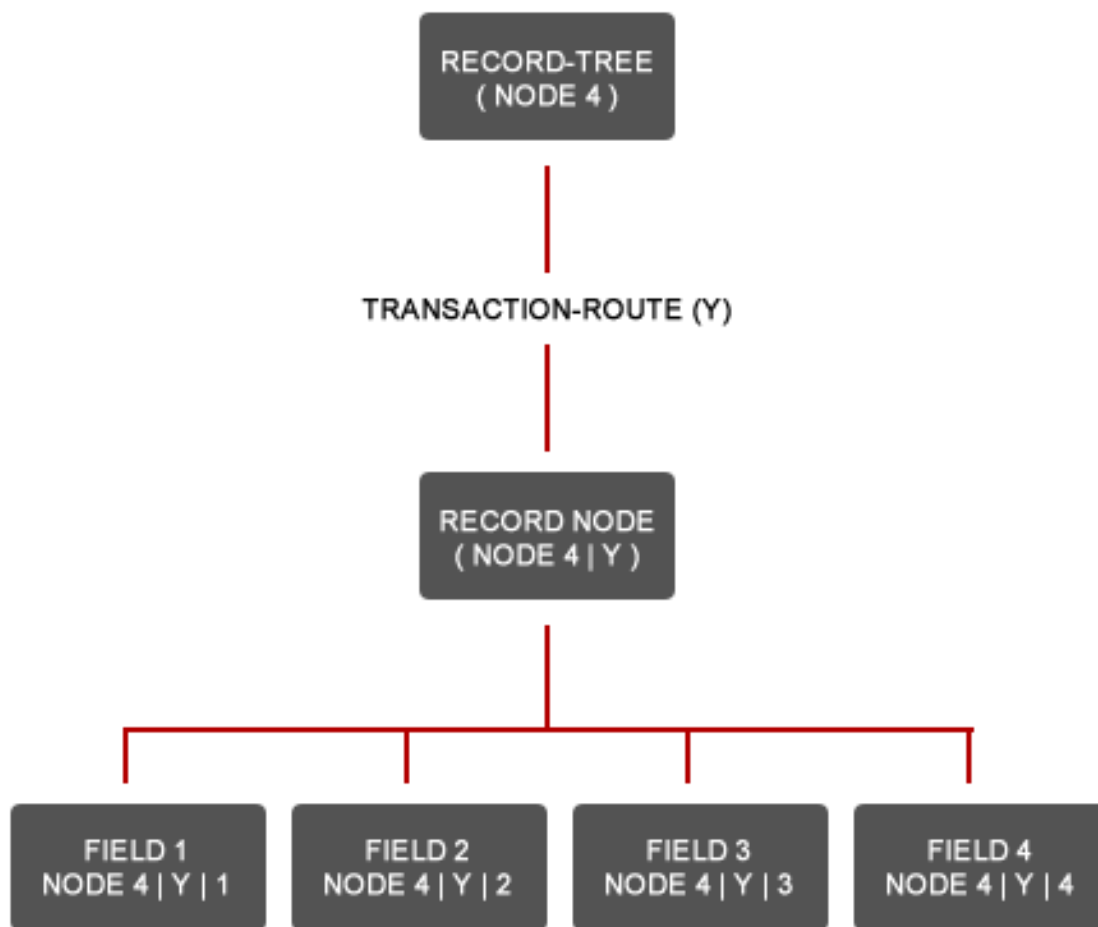 RECORD-TREE
( NODE 4 )
TRANSACTION-ROUTE (Y)
RECORD NODE
( NODE 4 | Y )
FIELD 1
NODE 4 | Y | 1
FIELD 2
NODE 4 | Y | 2
FIELD 3
NODE 4 | Y | 3
FIELD 4
NODE 4 | Y | 4